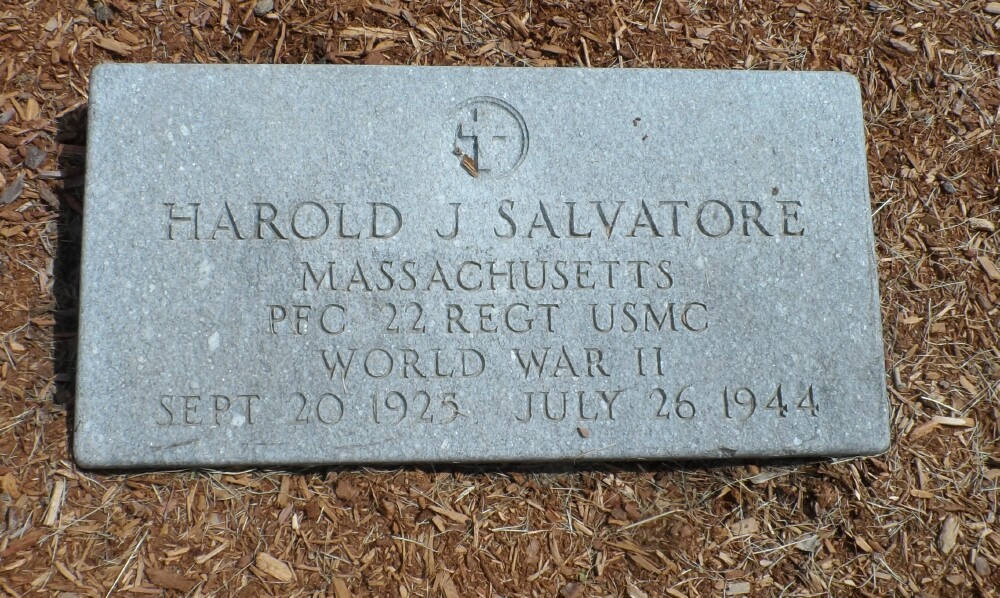 HAROLD J SALVATORE
MASSACHUSETTS
PFC 22 REGT USMC
WORLD WAR II
SEPT 20 1925 JULY 26 1944